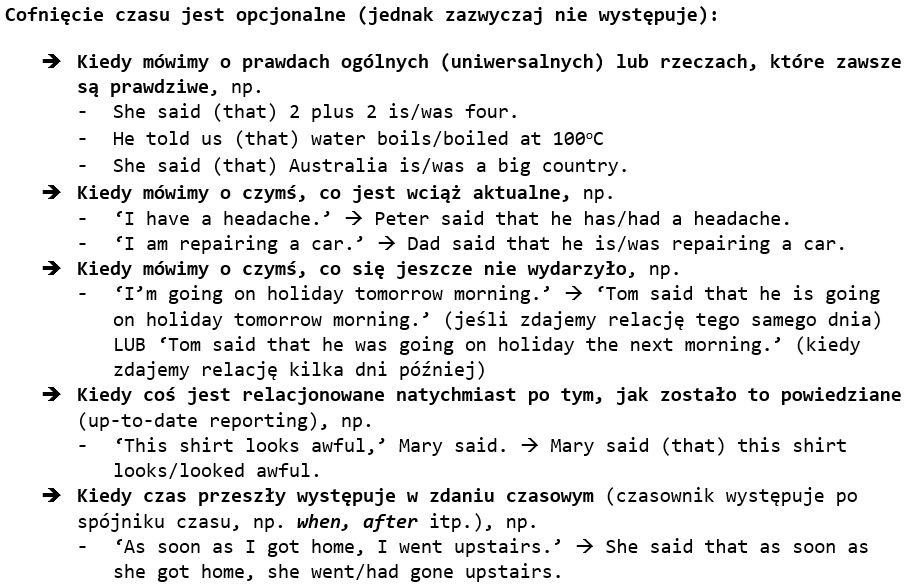 Cofnięcie czasu jest opcjonalne (jednak zazwyczaj nie występuje):
➔ Kiedy mówimy o prawdach ogólnych (uniwersalnych) lub rzeczach, które zawsze
są prawdziwe, np.
- She said (that) 2 plus 2 is/was four.
- He told us (that) water boils/boiled at 100°C
- She said (that) Australia is/was a big country.
➔ Kiedy mówimy o czymś, co jest wciąż aktualne, np.
- ‘I have a headache.’ → Peter said that he has/had a headache.
- ‘I am repairing a car.’ → Dad said that he is/was repairing a car.
➔ Kiedy mówimy o czymś, co się jeszcze nie wydarzyło, np.
- ‘I’m going on holiday tomorrow morning.’ → ‘Tom said that he is going
on holiday tomorrow morning.’ (jeśli zdajemy relację tego samego dnia)
LUB ‘Tom said that he was going on holiday the next morning.’ (kiedy
zdajemy relację kilka dni później)
➔ Kiedy coś jest relacjonowane natychmiast po tym, jak zostało to powiedziane
(up-to-date reporting), np.
- ‘This shirt looks awful,’ Mary said. → Mary said (that) this shirt
looks/looked awful.
➔ Kiedy czas przeszły występuje w zdaniu czasowym (czasownik występuje po
spójniku czasu, np. when, after itp.), np.
- ‘As soon as I got home, I went upstairs.’ → She said that as soon as
she got home, she went/had gone upstairs.